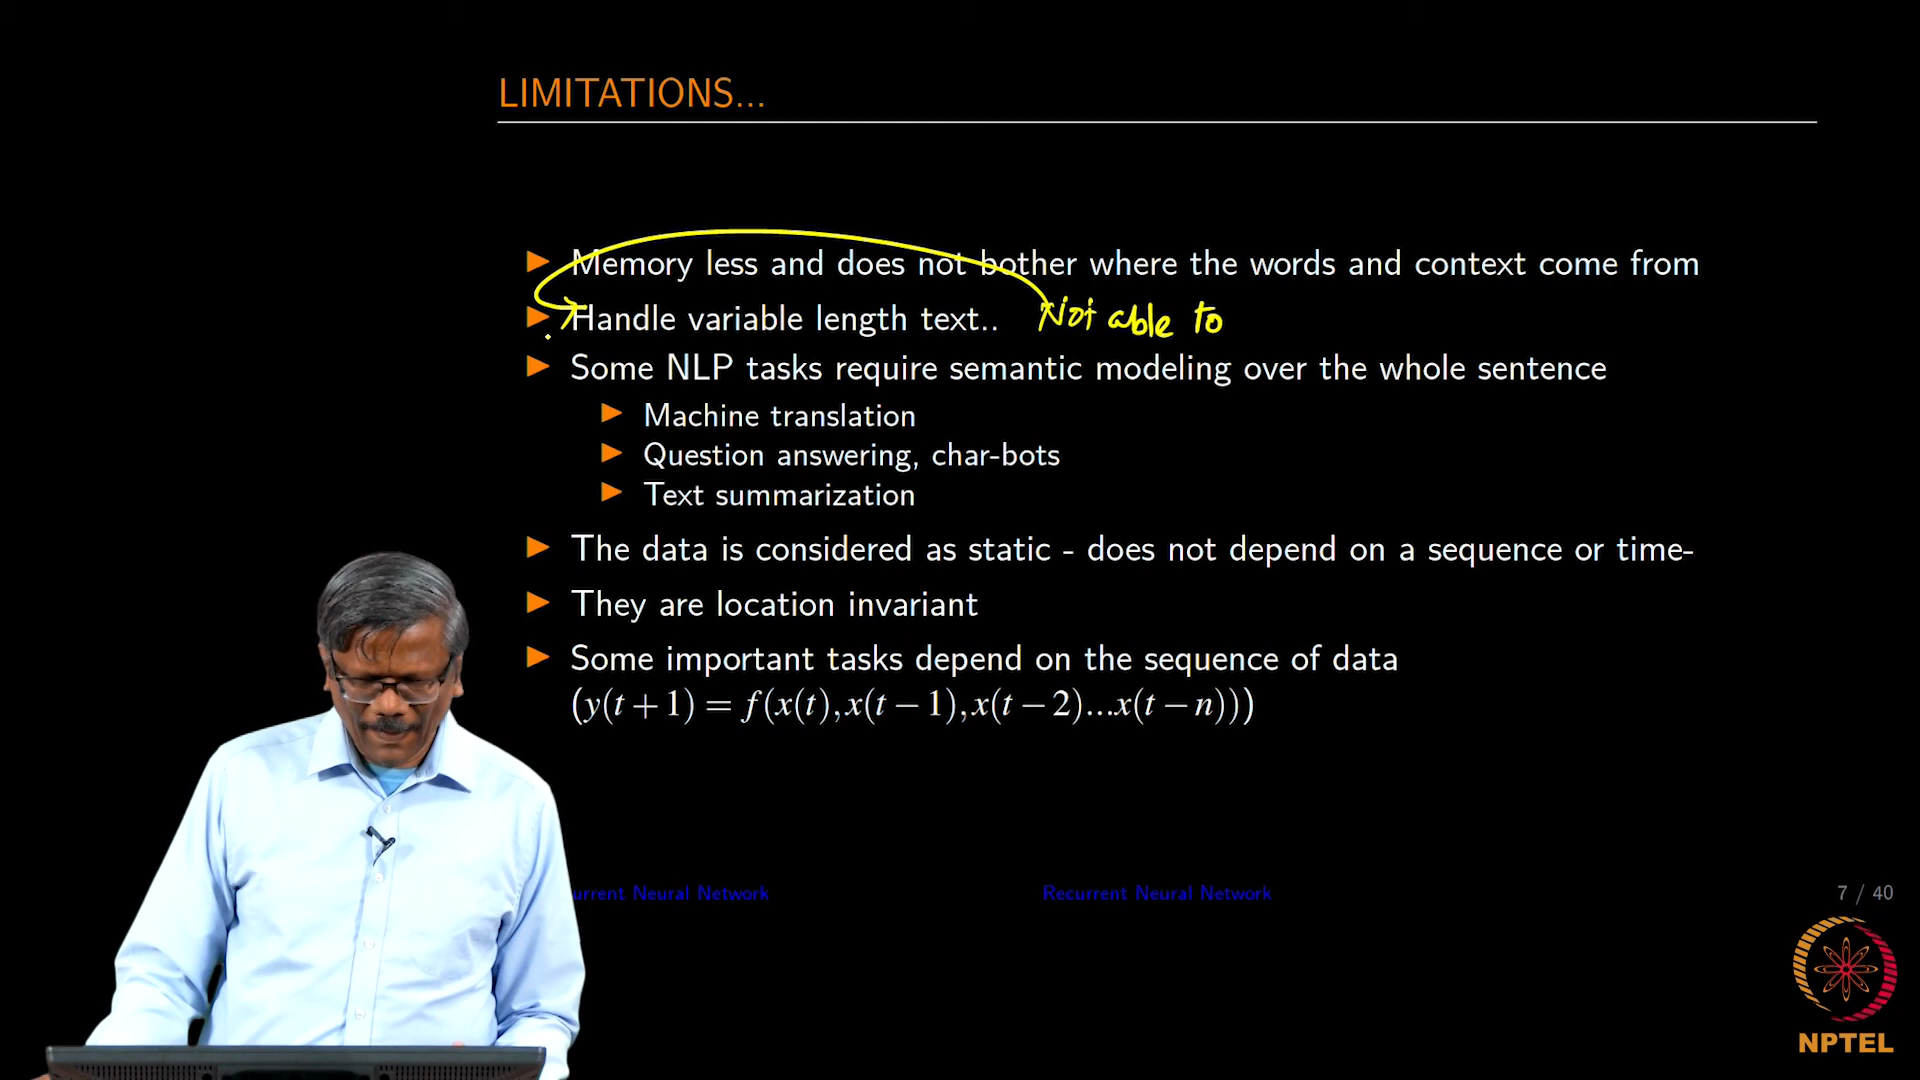 LIMITATIONS...
Memory less and does not bother where the words and context come from
Handle variable length text.. Not able to
Some NLP tasks require semantic modeling over the whole sentence
Machine translation
Question answering, char-bots
Text summarization
The data is considered as static - does not depend on a sequence or time-
They are location invariant
Some important tasks depend on the sequence of data
(y(t + 1) = f(x(t), x(t − 1), x(t − 2)...x(t − n)))
urrent Neural Network Recurrent Neural Network 7 / 40
NPTEL